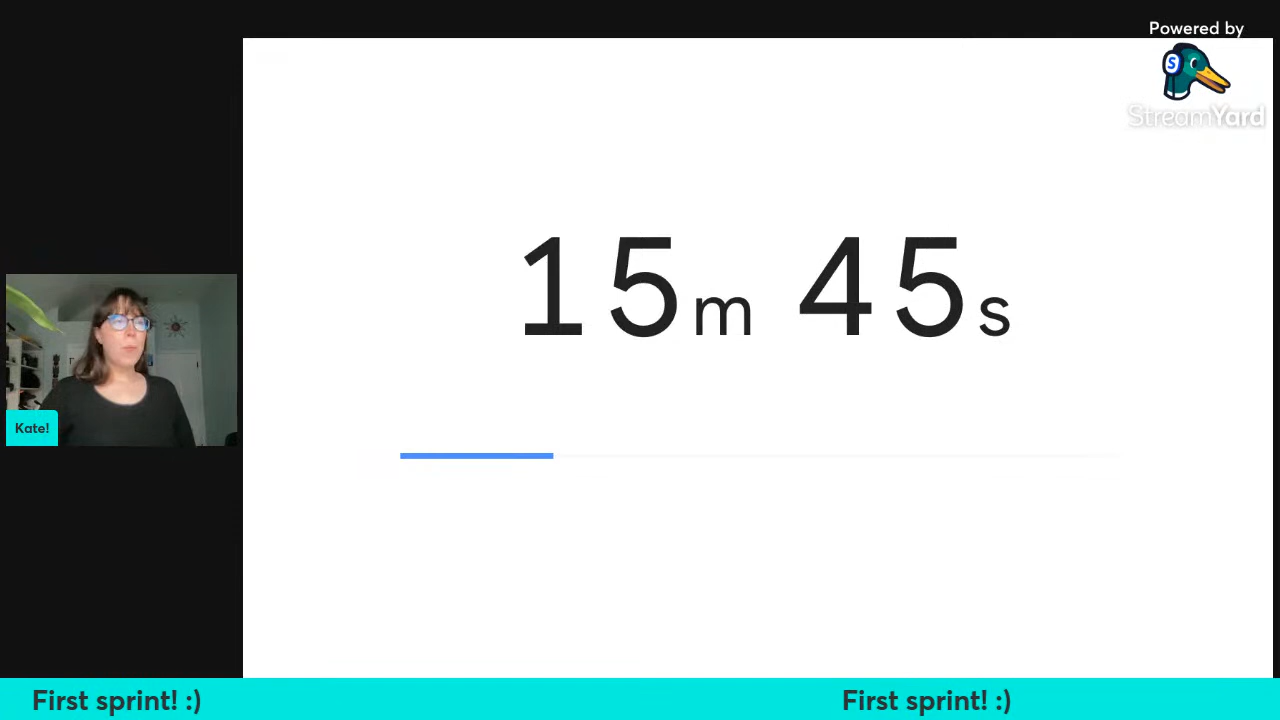 Powered by
S
StreamYard
15m 45s
Kate!
First sprint! :)
First sprint! :)